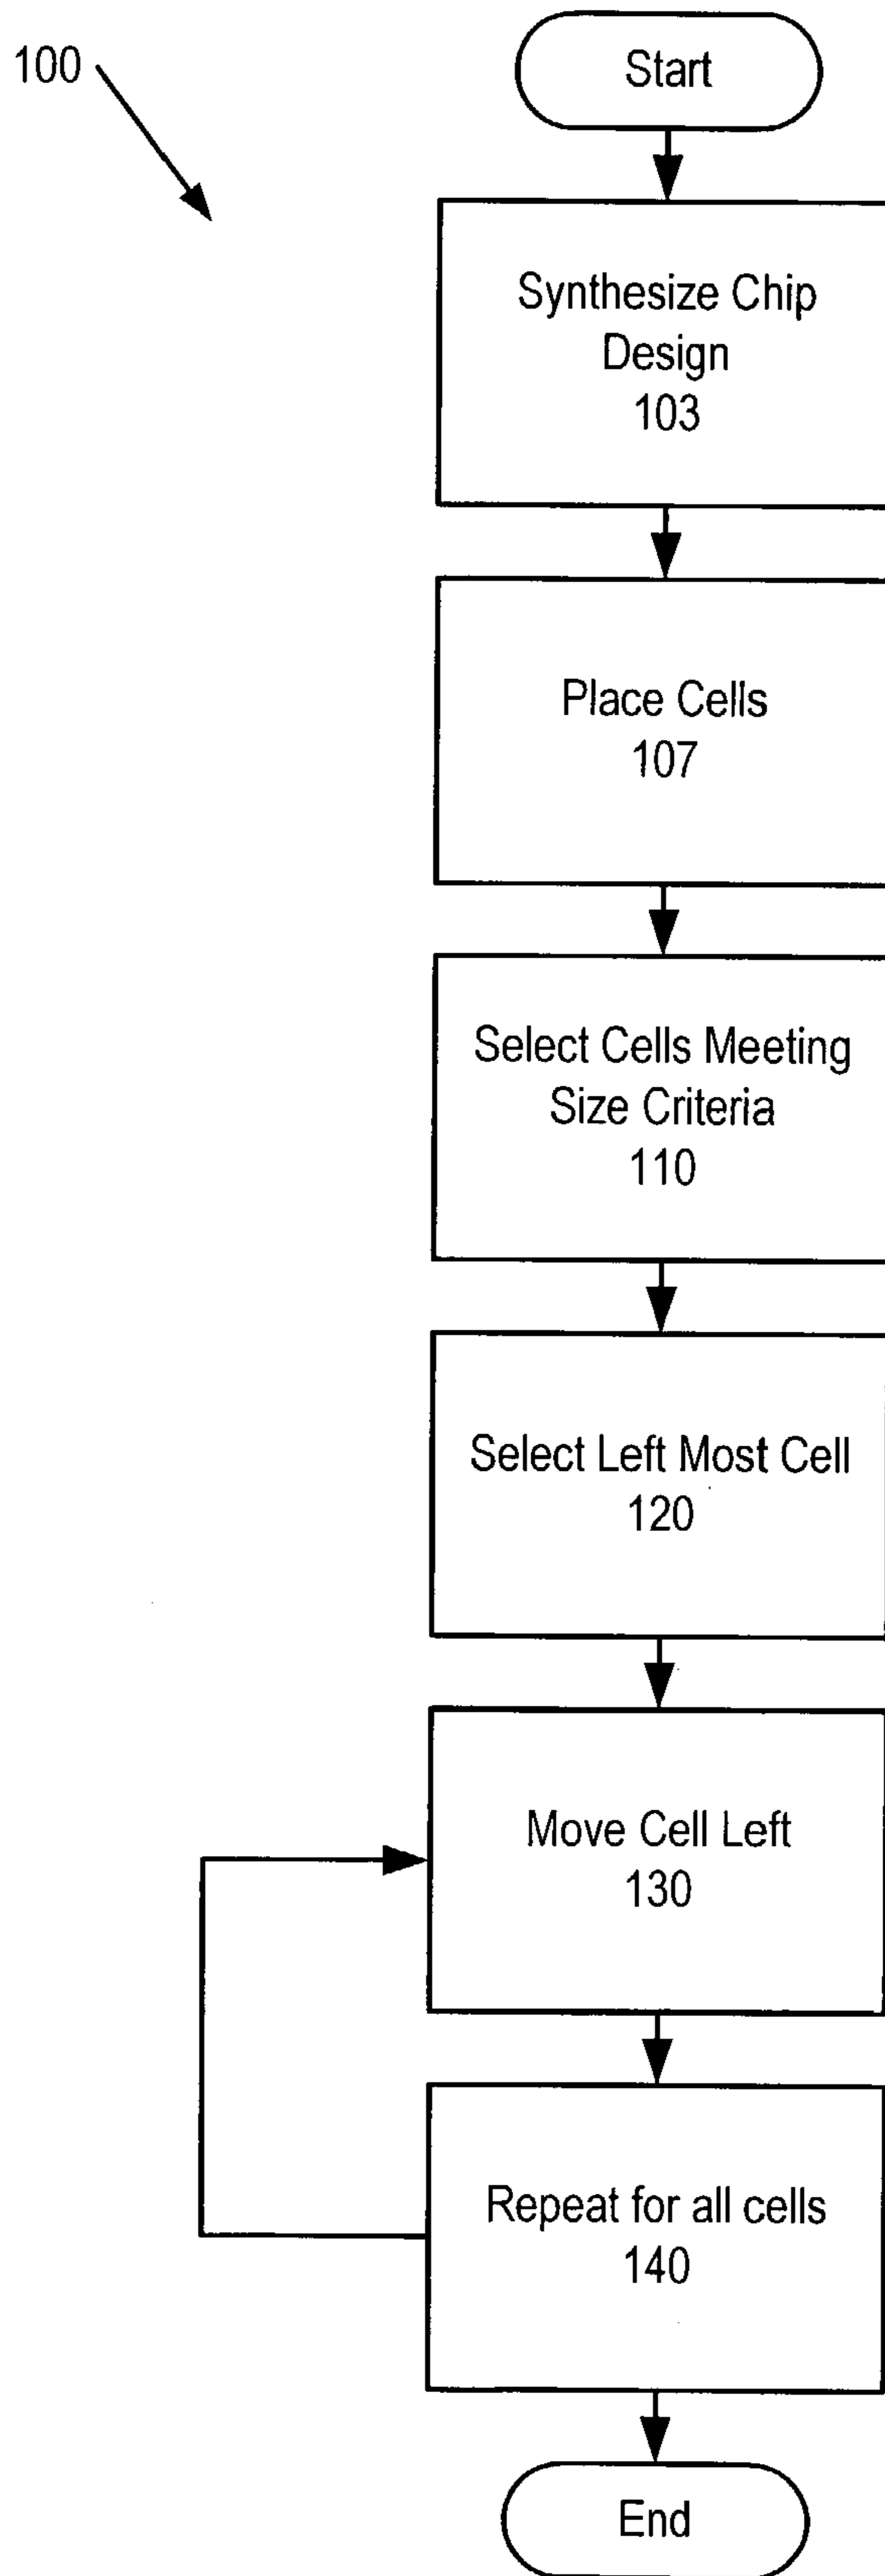 100
Start
Synthesize Chip
Design
103
Place Cells
107
Select Cells Meeting
Size Criteria
110
Select Left Most Cell
120
Move Cell Left
130
Repeat for all cells
140
End